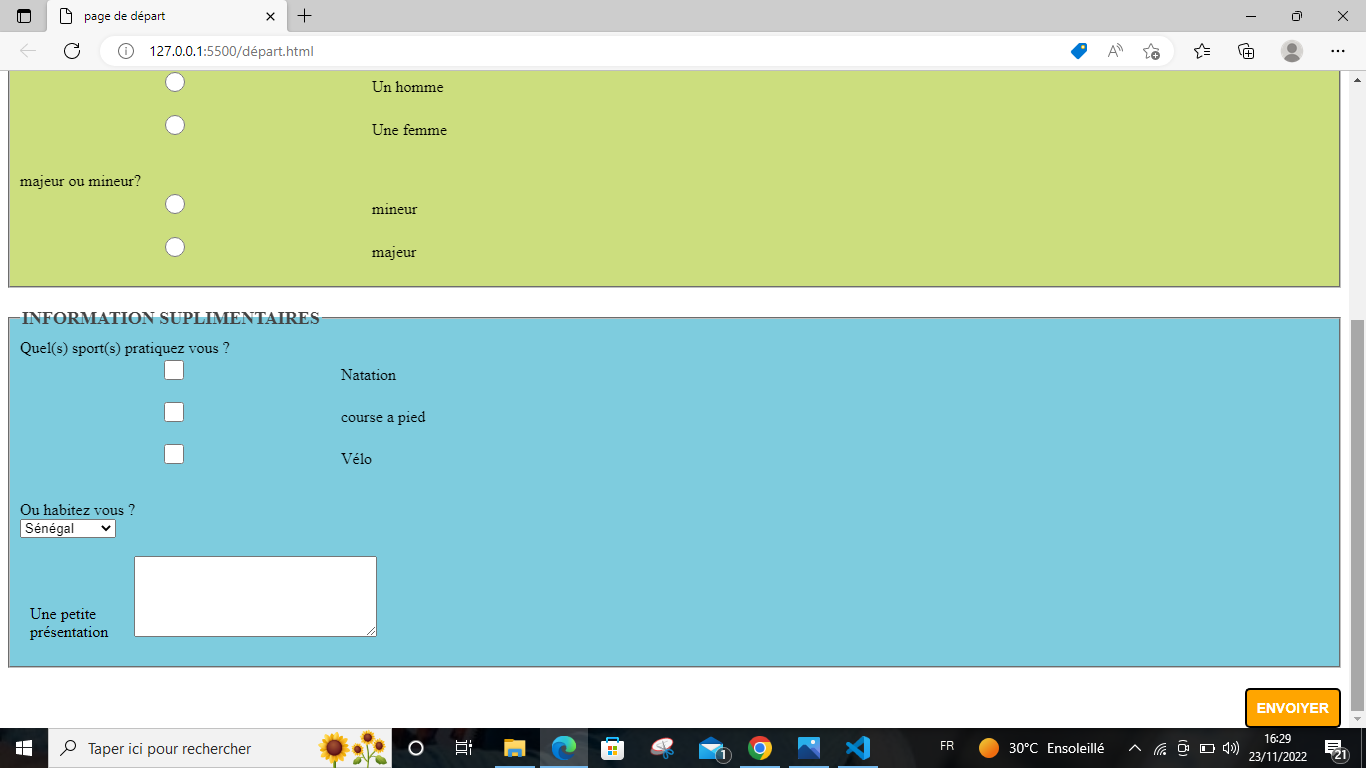 page de départ
127.0.0.1:5500/départ.html
Un homme
Une femme
majeur ou mineur?
mineur
majeur
INFORMATION SUPLIMENTAIRES
Quel(s) sport(s) pratiquez vous ?
Natation
course a pied
Vélo
Ou habitez vous ?
Sénégal
Une petite
présentation
ENVOIYER
Taper ici pour rechercher
1
FR
30°C Ensoleillé
16:29
23/11/2022
21